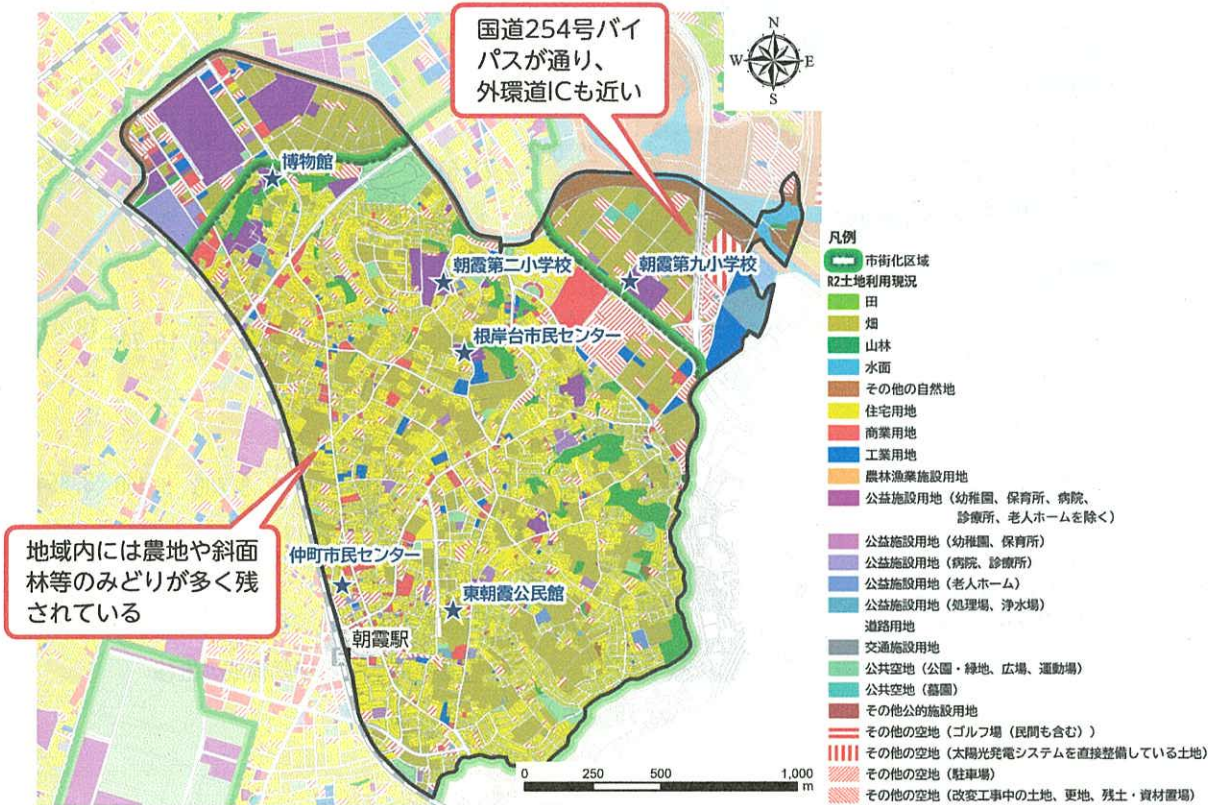 国道254号バイ
パスが通り、
外環道ICも近い
N
W
E
S
博物館
朝霞第二小学校
朝霞第九小学校
根岸台市民センター
地域内には農地や斜面
林等のみどりが多く残
されている
仲町市民センター
東朝霞公民館
朝霞駅
0 250 500 1,000
m
凡例
市街化区域
R2土地利用現況
田
畑
山林
水面
その他の自然地
住宅用地
商業用地
工業用地
農林漁業施設用地
公益施設用地（幼稚園、保育所、病院、
診療所、老人ホームを除く）
公益施設用地（幼稚園、保育所）
公益施設用地（病院、診療所）
公益施設用地（老人ホーム）
公益施設用地（処理場、浄水場）
道路用地
交通施設用地
公共空地（公園・緑地、広場、運動場）
公共空地（墓園）
その他公的施設用地
その他の空地（ゴルフ場（民間も含む））
その他の空地（太陽光発電システムを直接整備している土地）
その他の空地（駐車場）
その他の空地（改変工事中の土地、更地、残土・資材置場）